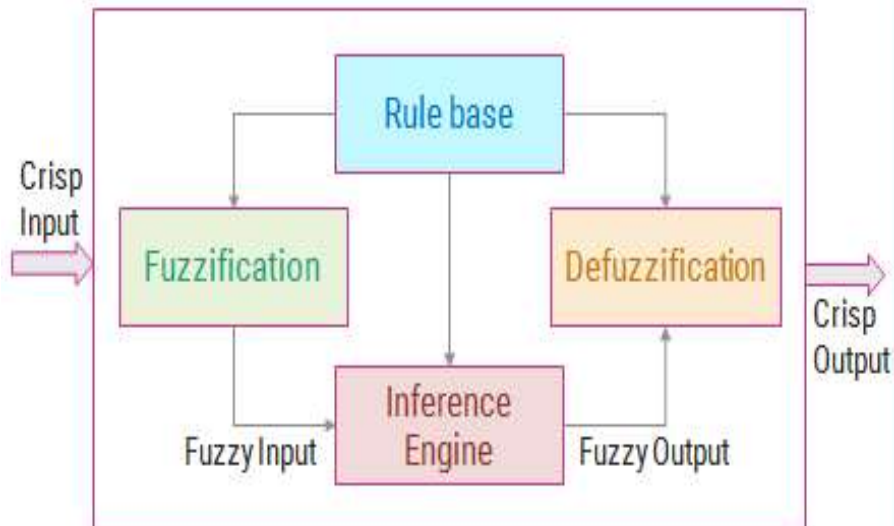 Rule base
Crisp
Input
Fuzzification
Defuzzification
Crisp
Output
Inference
Engine
Fuzzy Input
Fuzzy Output